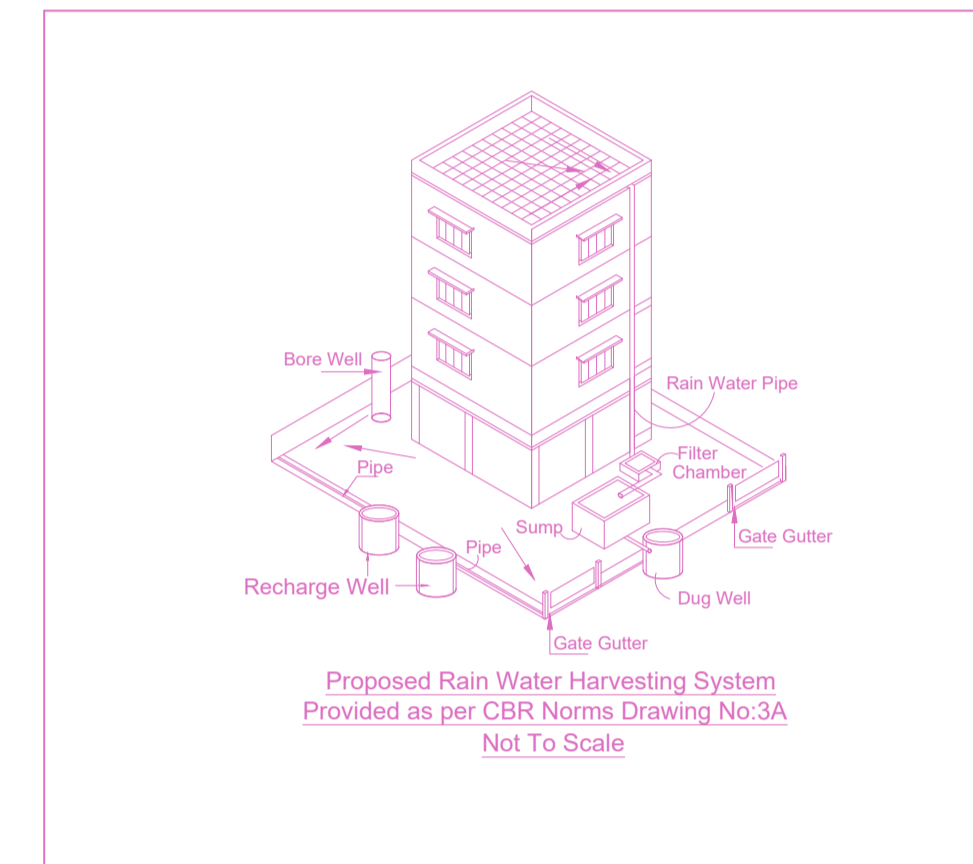 Bore Well
Rain Water Pipe
Filter
Chamber
Pipe
Sump
Gate Gutter
Pipe
Recharge Well
Dug Well
Gate Gutter
Proposed Rain Water Harvesting System
Provided as per CBR Norms Drawing No:3A
Not To Scale